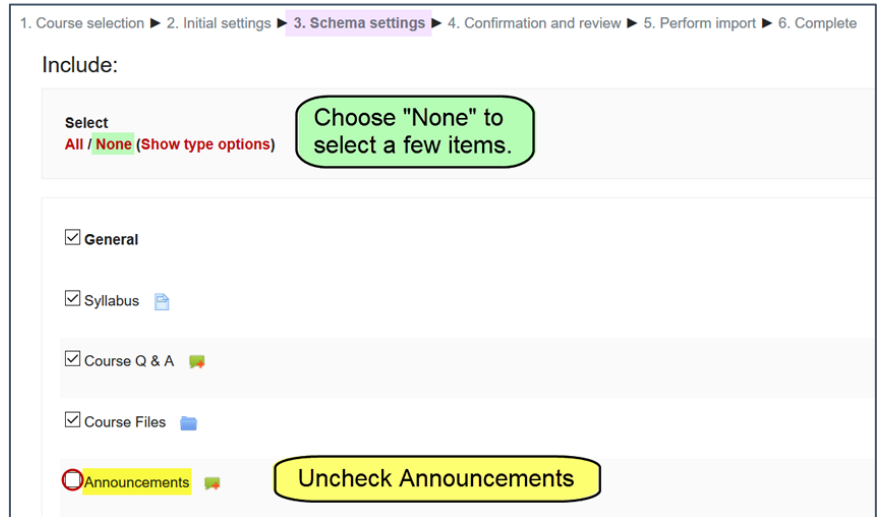 1. Course selection ► 2. Initial settings ► 3. Schema settings ► 4. Confirmation and review ► 5. Perform import ► 6. Complete
Include:
Select
All / None (Show type options)
Choose "None" to
select a few items.
General
Syllabus
Course Q & A
Course Files
Announcements
Uncheck Announcements